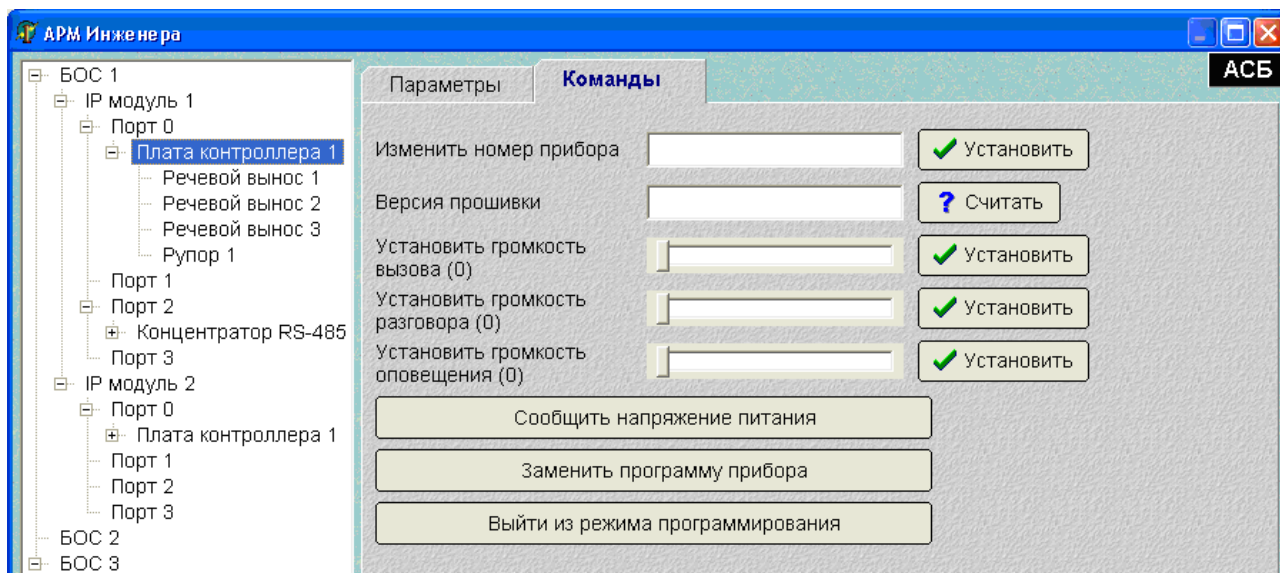 АРМ Инженера
АСБ
БОС 1
IP модуль 1
Порт 0
Плата контроллера 1
Речевой вынос 1
Речевой вынос 2
Речевой вынос 3
Рупор 1
Порт 1
Порт 2
Концентратор RS-485
Порт 3
IP модуль 2
Порт 0
Плата контроллера 1
Порт 1
Порт 2
Порт 3
БОС 2
БОС 3
Параметры
Команды
Изменить номер прибора
Установить
Версия прошивки
? Считать
Установить громкость
вызова (0)
Установить
Установить громкость
разговора (0)
Установить
Установить громкость
оповещения (0)
Установить
Сообщить напряжение питания
Заменить программу прибора
Выйти из режима программирования